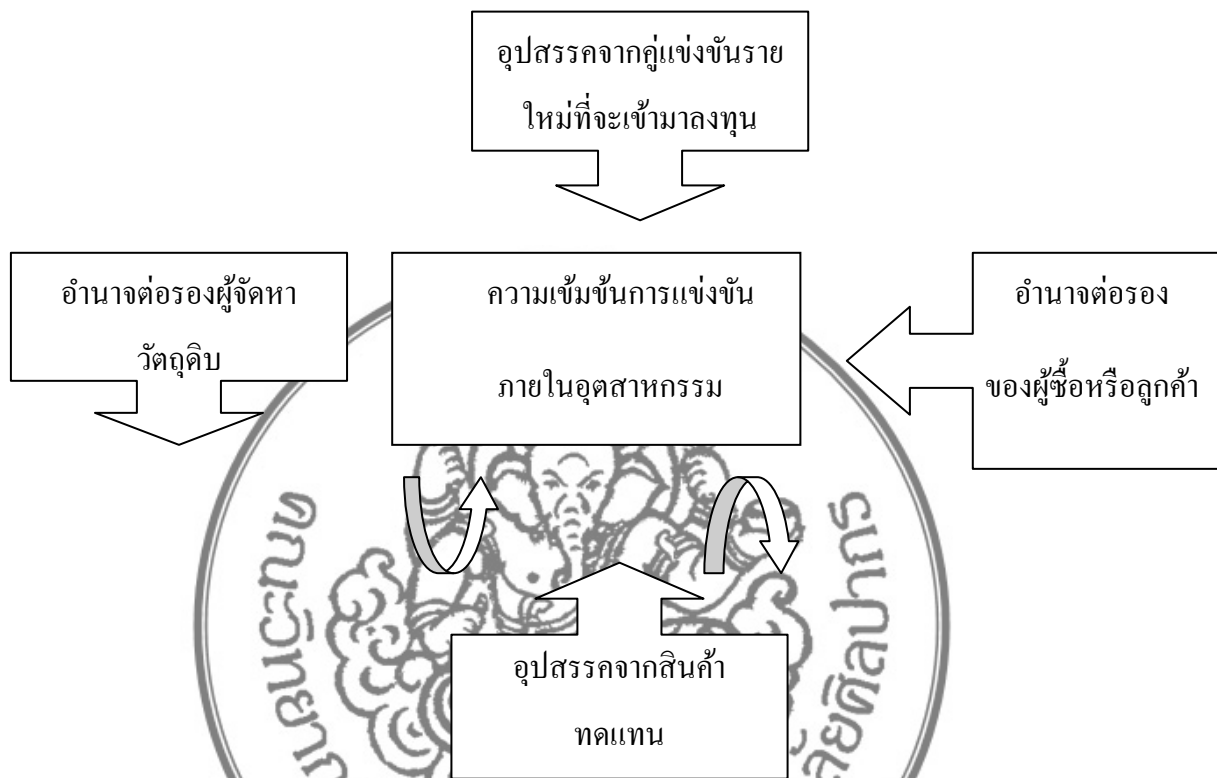 อุปสรรคจากคู่แข่งขันราย
ใหม่ที่จะเข้ามาลงทุน
อำนาจต่อรองผู้จัดหา
วัตถุดิบ
ความเข้มข้นการแข่งขัน
ภายในอุตสาหกรรม
อำนาจต่อรอง
ของผู้ซื้อหรือลูกค้า
อุปสรรคจากสินค้า
ทดแทน